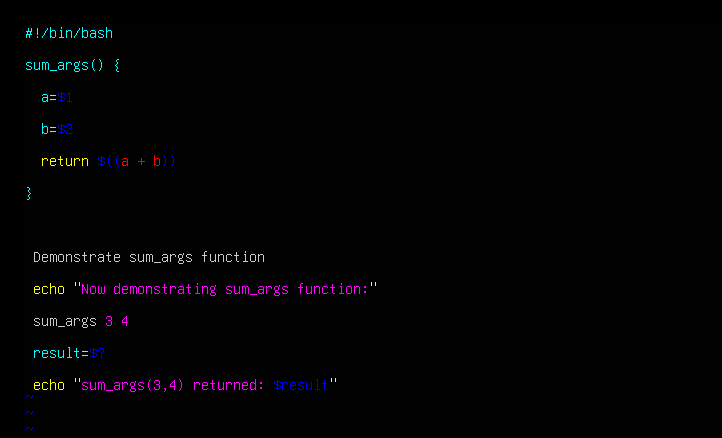 #!/bin/bash
sum_args() {
a=$1
b=$2
return $((a + b))
}
Demonstrate sum_args function
echo "Now demonstrating sum_args function:"
sum_args 3 4
result=$?
echo "sum_args(3,4) returned: $result"
~
~
~